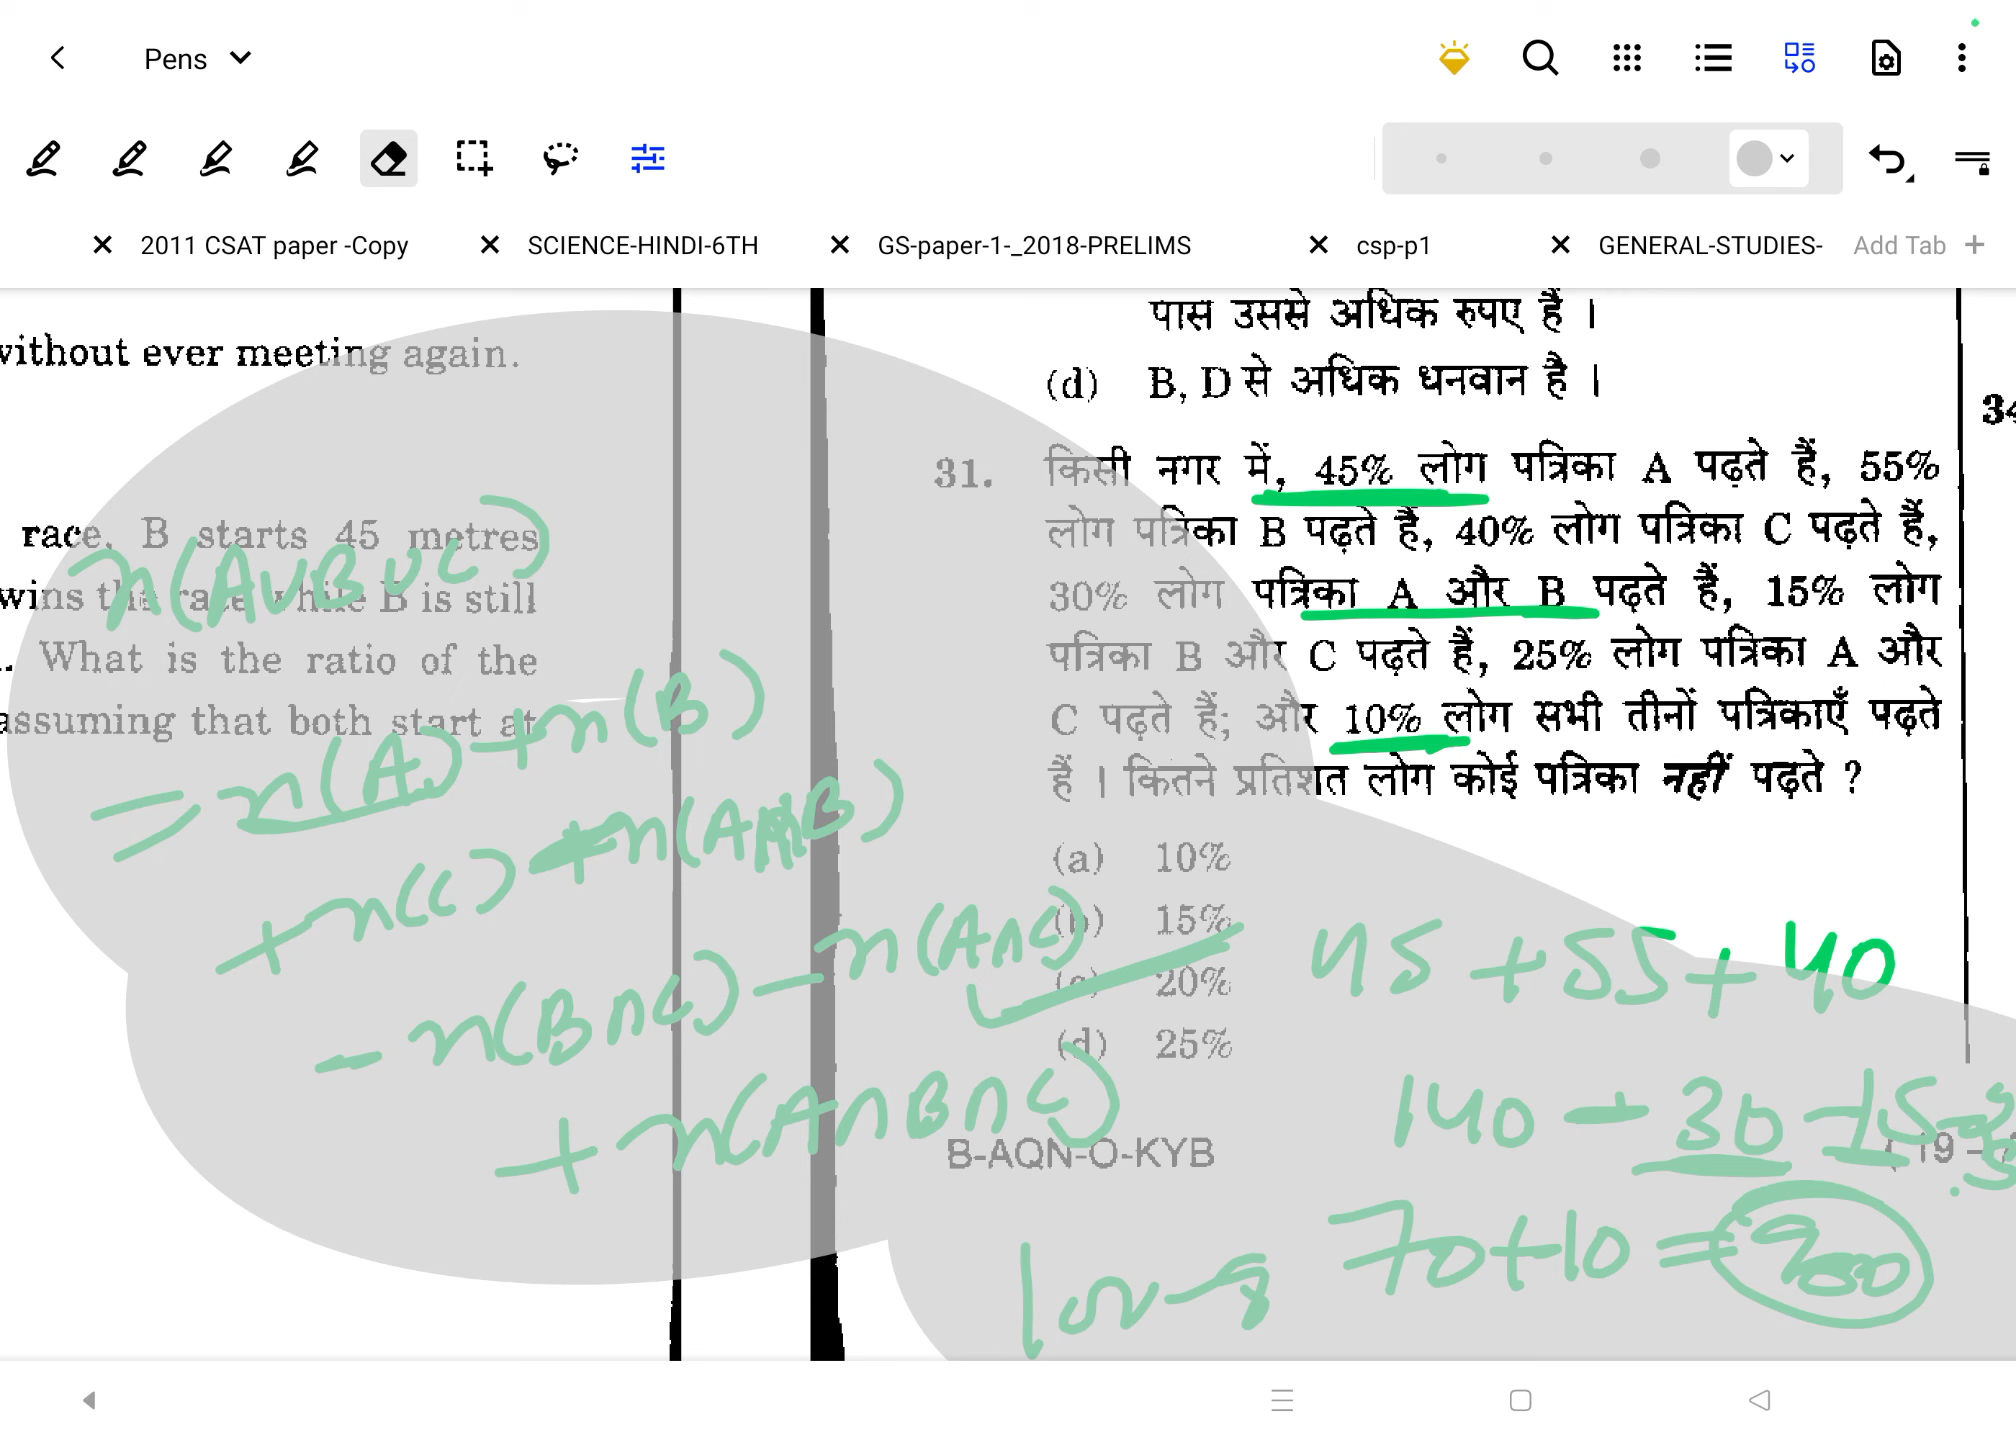 Pens
2011 CSAT paper -Copy
SCIENCE-HINDI-6TH
GS-paper-1-_2018-PRELIMS
csp-p1
GENERAL-STUDIES-
Add Tab +
without ever meeting again.
race, B starts 45 metres
wins the race while B is still
. What is the ratio of the
assuming that both start at
n(A∪B∪C)
= n(A) + n(B)
+ n(C) - n(A∩B)
- n(B∩C) - n(A∩C)
+ n(A∩B∩C)
पास उससे अधिक रुपए हैं ।
(d) B, D से अधिक धनवान है ।
31. किसी नगर में, 45% लोग पत्रिका A पढ़ते हैं, 55%
लोग पत्रिका B पढ़ते हैं, 40% लोग पत्रिका C पढ़ते हैं,
30% लोग पत्रिका A और B पढ़ते हैं, 15% लोग
पत्रिका B और C पढ़ते हैं, 25% लोग पत्रिका A और
C पढ़ते हैं; और 10% लोग सभी तीनों पत्रिकाएँ पढ़ते
हैं । कितने प्रतिशत लोग कोई पत्रिका नहीं पढ़ते ?
(a) 10%
(b) 15%
(c) 20%
(d) 25%
45 + 55 + 40
140 - 30 - 15 -
70 + 10 =
B-AQN-O-KYB
( 19 –
34